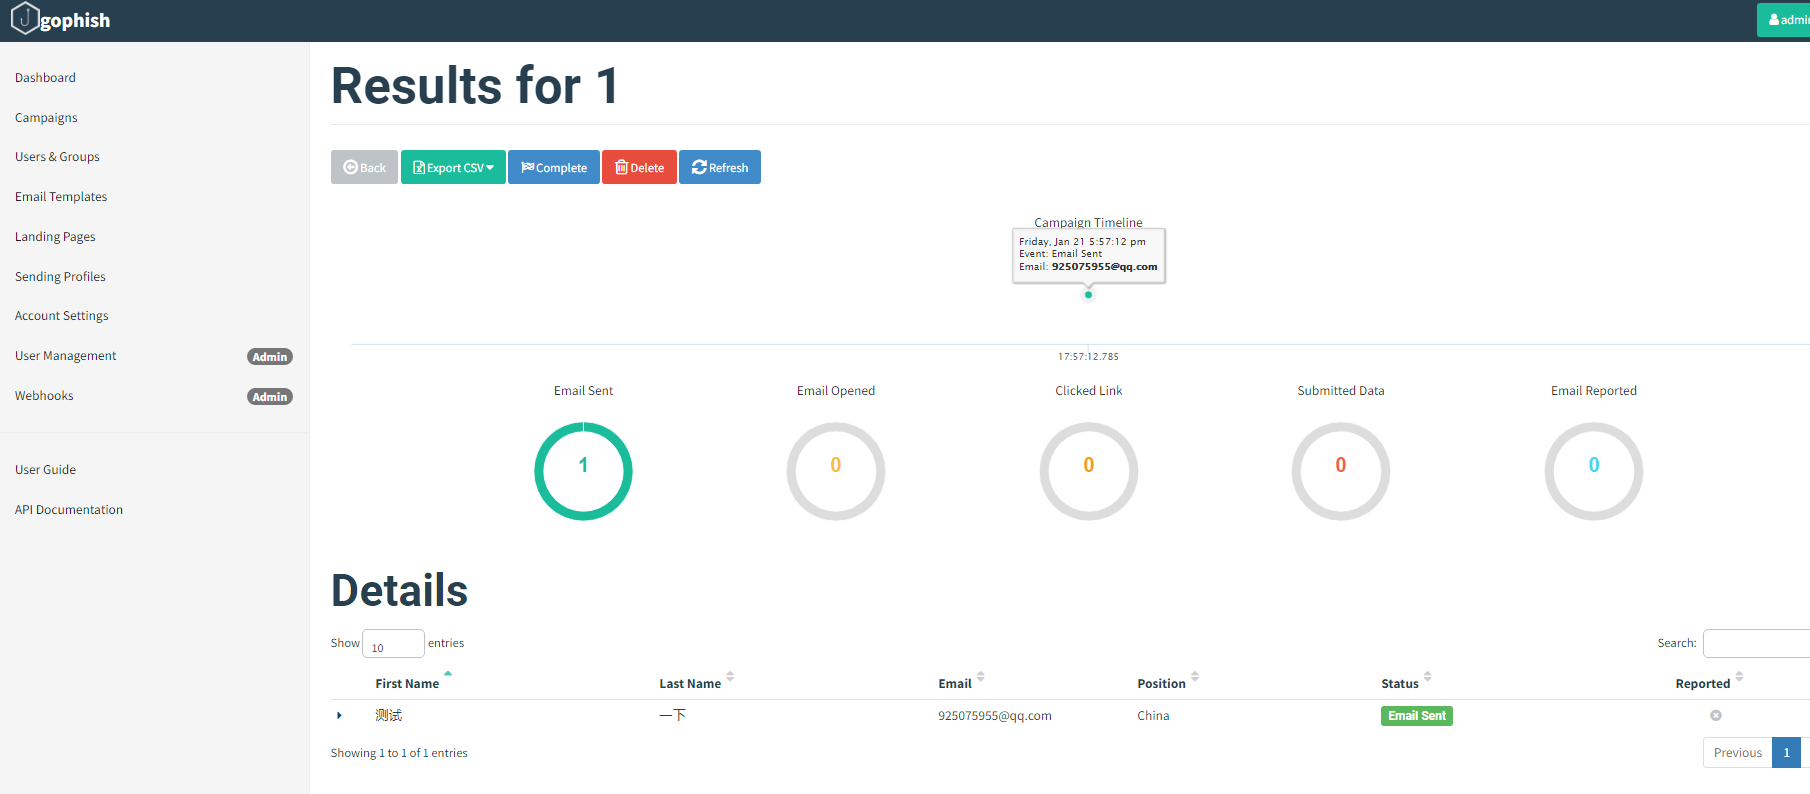 gophish
admin
Dashboard
Campaigns
Users & Groups
Email Templates
Landing Pages
Sending Profiles
Account Settings
User Management Admin
Webhooks Admin
User Guide
API Documentation
Results for 1
Back Export CSV Complete Delete Refresh
Campaign Timeline
Friday, Jan 21 5:57:12 pm
Event: Email Sent
Email: 925075955@qq.com
17:57:12.785
Email Sent Email Opened Clicked Link Submitted Data Email Reported
1 0 0 0 0
Details
Show 10 entries Search:
First Name Last Name Email Position Status Reported
测试 一下 925075955@qq.com China Email Sent
Showing 1 to 1 of 1 entries
Previous 1